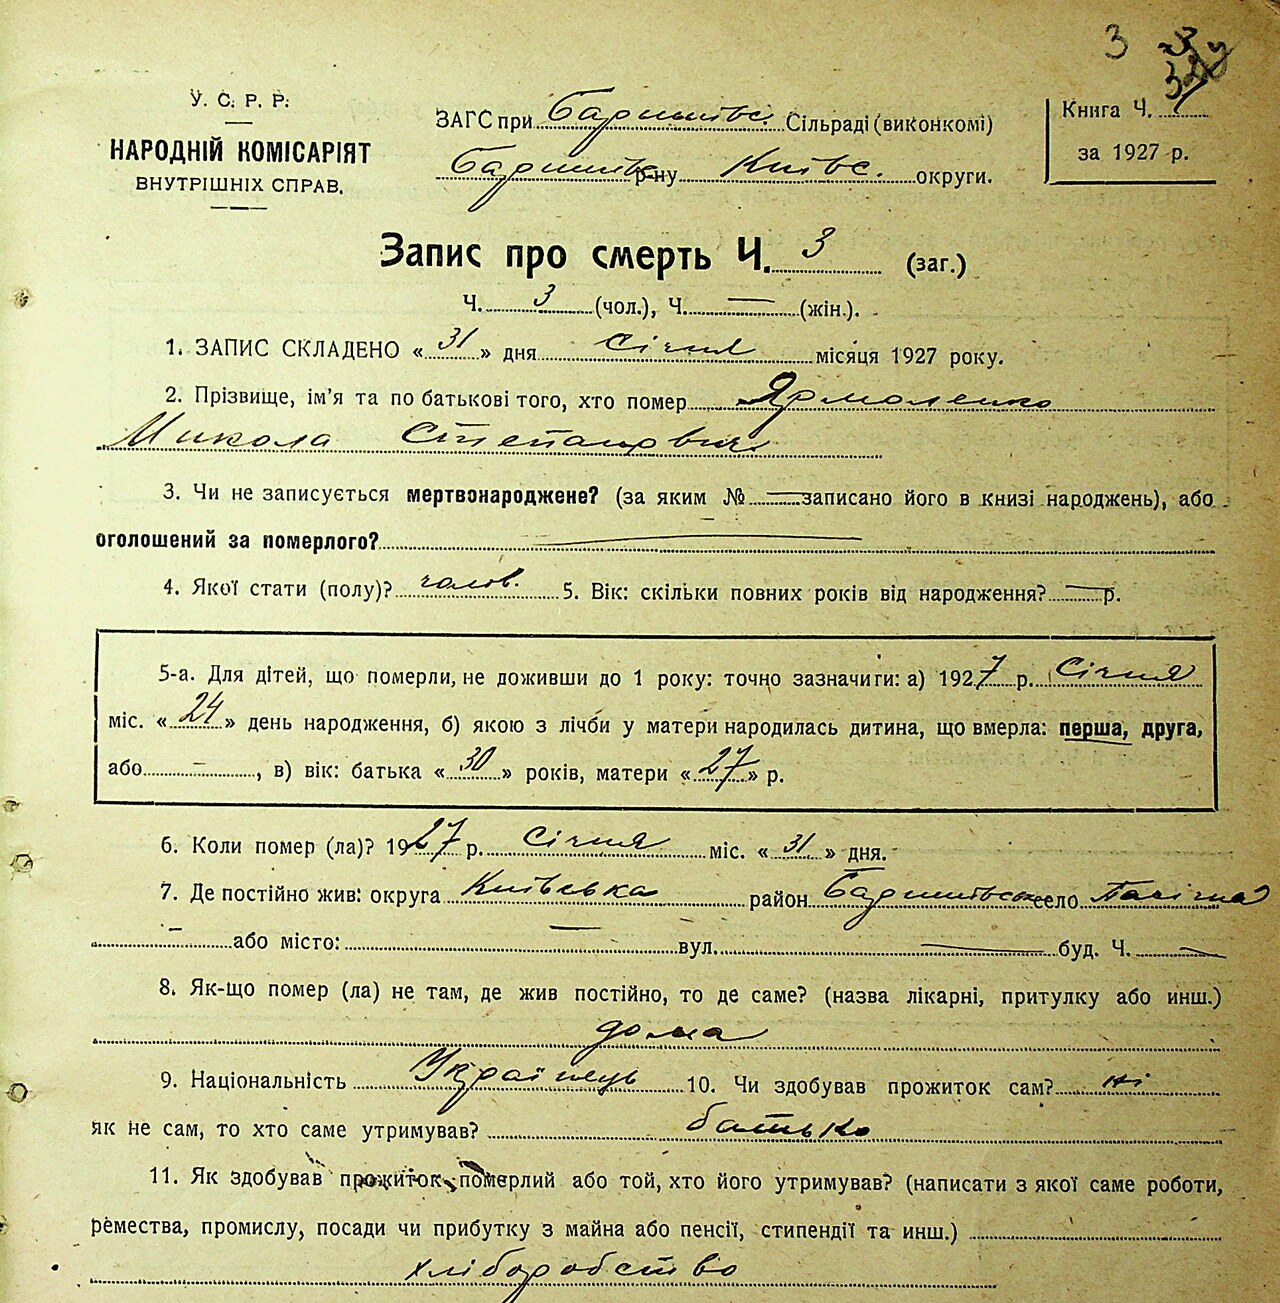 3
У. С. Р. Р.
НАРОДНІЙ КОМІСАРІЯТ
ВНУТРІШНІХ СПРАВ.
ЗАГС при Баришівс. Сільраді (виконкомі)
Баришівс р-ну Київс. округи.
Книга Ч.
за 1927 р.
Запис про смерть Ч. 3 (заг.)
Ч. 3 (чол.), Ч. — (жін.).
1. ЗАПИС СКЛАДЕНО « 31 » дня Січня місяця 1927 року.
2. Прізвище, ім'я та по батькові того, хто помер Ярмоленко
Микола Степанович
3. Чи не записується мертвонароджене? (за яким № — записано його в книзі народжень), або
оголошений за померлого? —
4. Якої стати (полу)? чолов. 5. Вік: скільки повних років від народження? — р.
5-а. Для дітей, що померли, не доживши до 1 року: точно зазначити: а) 1927 р. Січня
міс. « 24 » день народження, б) якою з лічби у матери народилась дитина, що вмерла: перша, друга,
або —, в) вік: батька « 30 » років, матери « 27 » р.
6. Коли помер (ла)? 1927 р. Січня міс. « 31 » дня.
7. Де постійно жив: округа Київська район Баришівськ село
— або місто: — вул. — буд. Ч. —
8. Як-що помер (ла) не там, де жив постійно, то де саме? (назва лікарні, притулку або инш.)
дома
9. Національність Українець 10. Чи здобував прожиток сам? ні
як не сам, то хто саме утримував? батько
11. Як здобував прожиток померлий або той, хто його утримував? (написати з якої саме роботи,
ремества, промислу, посади чи прибутку з майна або пенсії, стипендії та инш.)
хліборобство